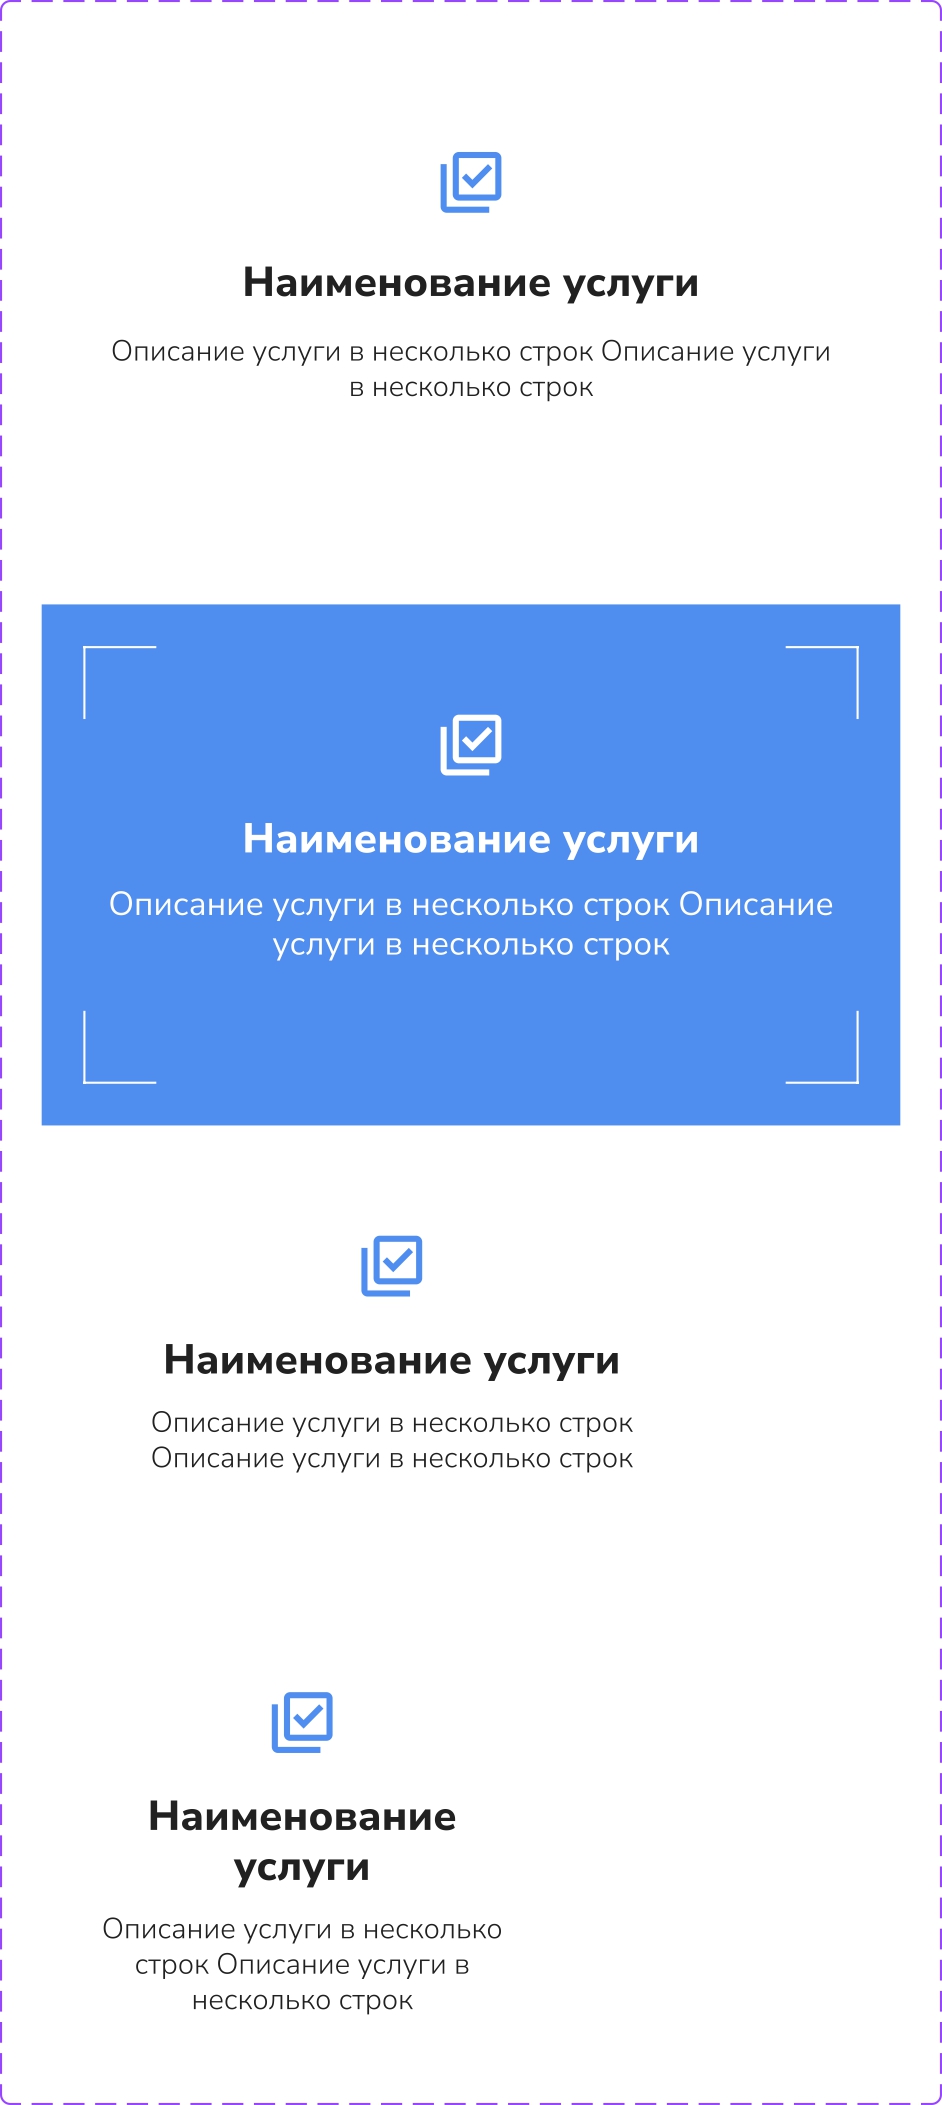 Наименование услуги
Описание услуги в несколько строк Описание услуги
в несколько строк
Наименование услуги
Описание услуги в несколько строк Описание
услуги в несколько строк
Наименование услуги
Описание услуги в несколько строк
Описание услуги в несколько строк
Наименование
услуги
Описание услуги в несколько
строк Описание услуги в
несколько строк